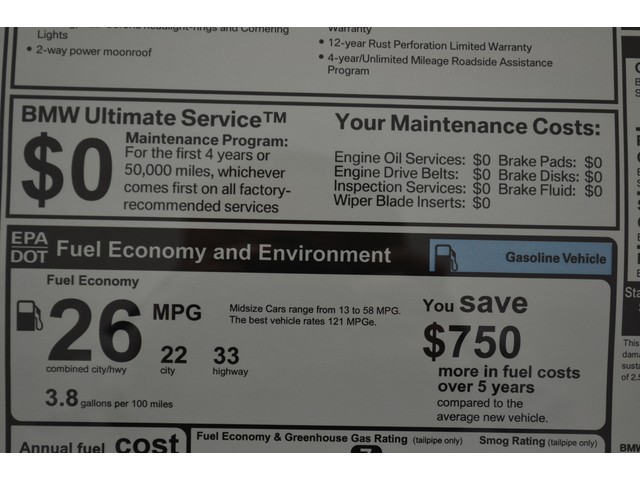 Lights
• 2-way power moonroof
Warranty
• 12-year Rust Perforation Limited Warranty
• 4-year/Unlimited Mileage Roadside Assistance
Program
BMW Ultimate Service™
$0
Maintenance Program:
For the first 4 years or
50,000 miles, whichever
comes first on all factory-
recommended services
Your Maintenance Costs:
Engine Oil Services: $0 Brake Pads: $0
Engine Drive Belts: $0 Brake Disks: $0
Inspection Services: $0 Brake Fluid: $0
Wiper Blade Inserts: $0
EPA
DOT
Fuel Economy and Environment
Gasoline Vehicle
Fuel Economy
26 MPG
combined city/hwy
22
city
33
highway
3.8 gallons per 100 miles
Midsize Cars range from 13 to 58 MPG.
The best vehicle rates 121 MPGe.
You save
$750
more in fuel costs
over 5 years
compared to the
average new vehicle.
Annual fuel cost
Fuel Economy & Greenhouse Gas Rating (tailpipe only)
Smog Rating (tailpipe only)
This
BMW